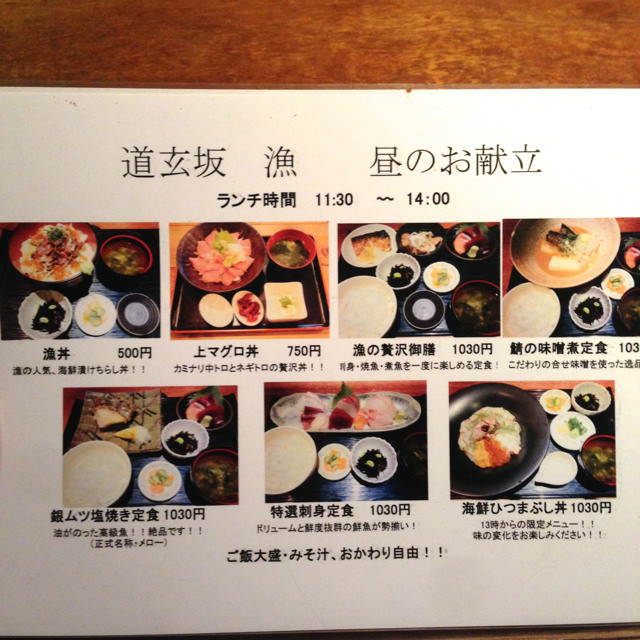 道玄坂 漁 昼のお献立
ランチ時間 11:30 ~ 14:00
漁丼 500円
漁の人気、海鮮漬けちらし丼！！
上マグロ丼 750円
カミナリ中トロとネギトロの贅沢丼！！
漁の贅沢御膳 1030円
刺身・焼魚・煮魚を一度に楽しめる定食！
鯖の味噌煮定食 1030
こだわりの合せ味噌を使った逸品
銀ムツ塩焼き定食 1030円
油がのった高級魚！！絶品です！！
（正式名称・メロー）
特選刺身定食 1030円
ドリュームと鮮度抜群の鮮魚が勢揃い！
海鮮ひつまぶし丼 1030円
13時からの限定メニュー！！
味の変化をお楽しみください！！
ご飯大盛・みそ汁、おかわり自由！！